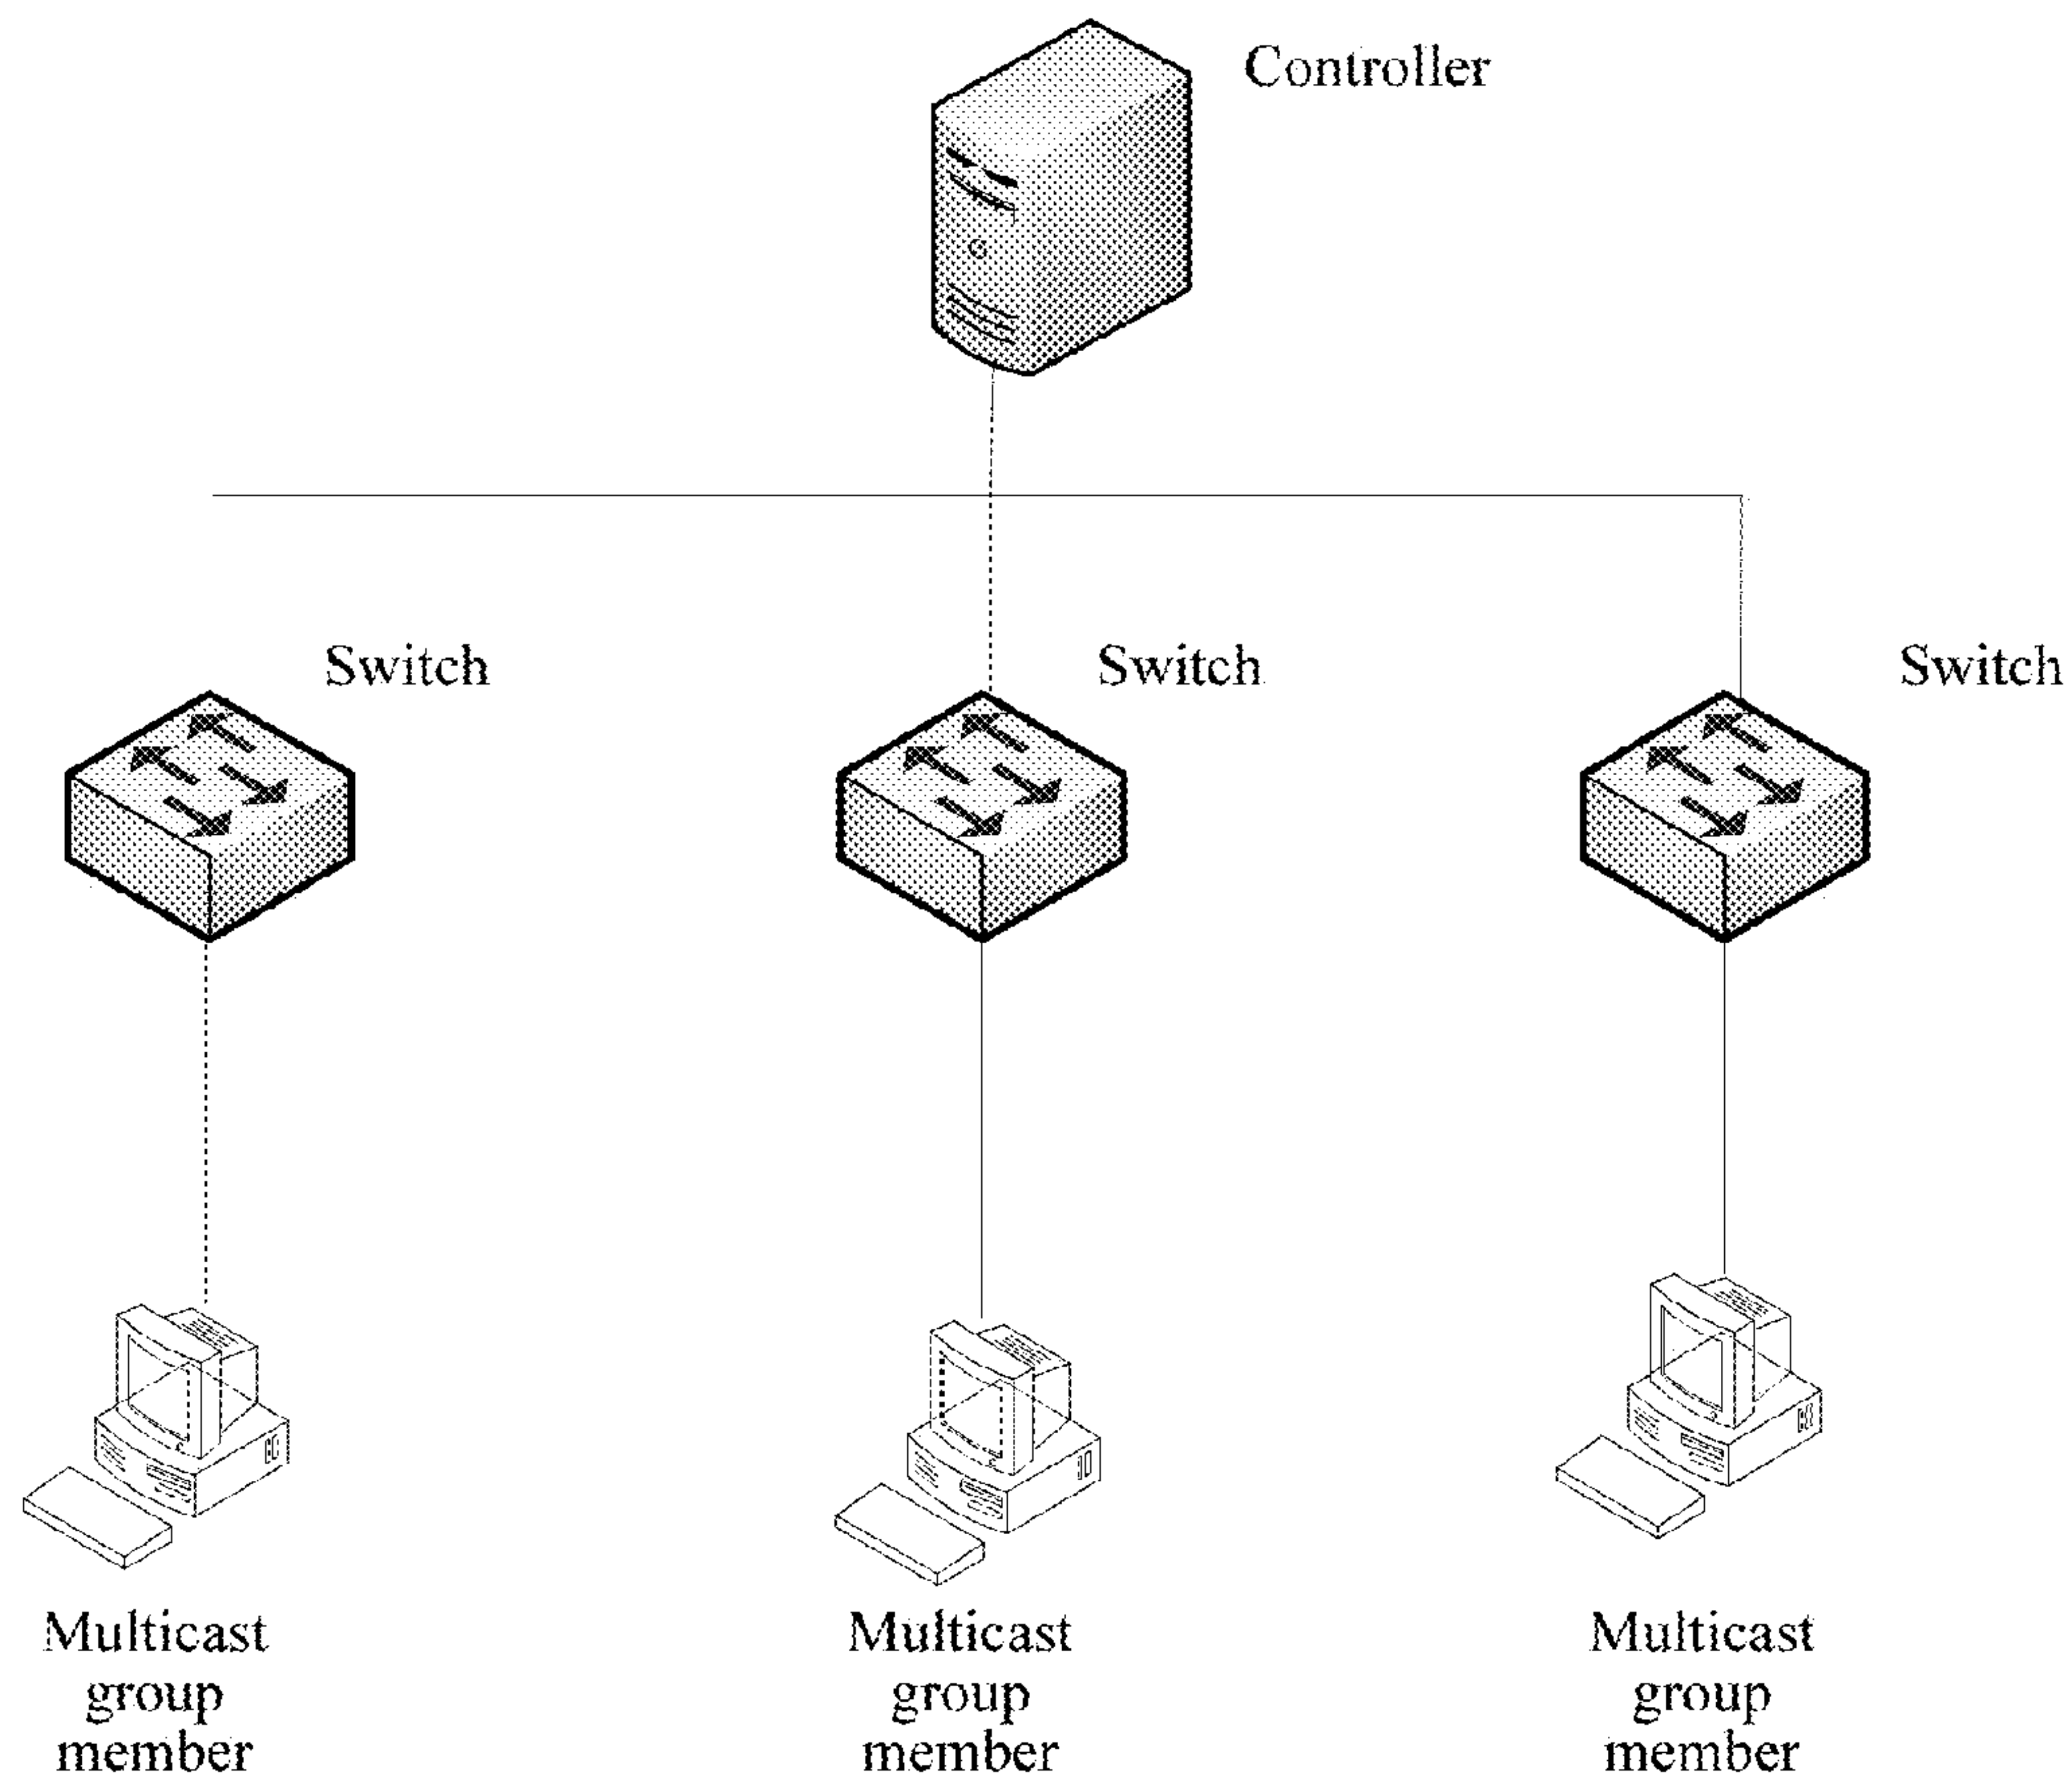 Controller
Switch
Switch
Switch
Multicast
group
member
Multicast
group
member
Multicast
group
member